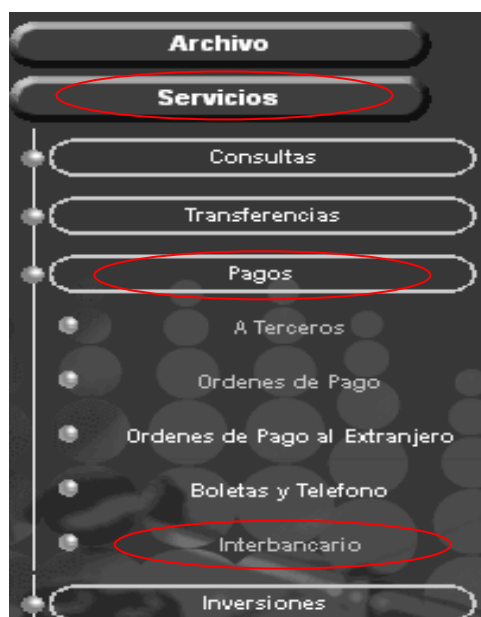 Archivo
Servicios
Consultas
Transferencias
Pagos
A Terceros
Ordenes de Pago
Ordenes de Pago al Extranjero
Boletas y Telefono
Interbancario
Inversiones